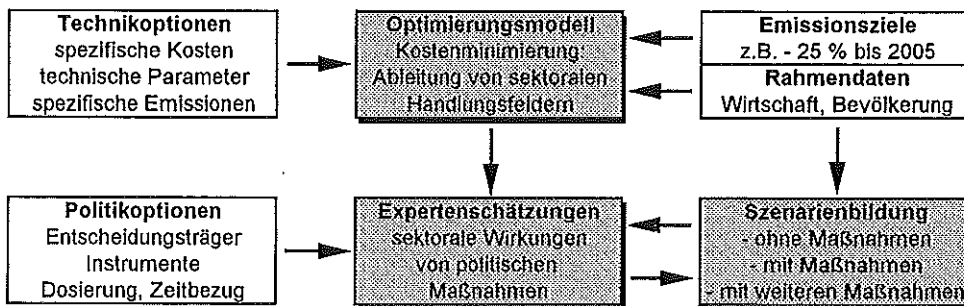 Technikoptionen
spezifische Kosten
technische Parameter
spezifische Emissionen
Optimierungsmodell
Kostenminimierung:
Ableitung von sektoralen
Handlungsfeldern
Emissionsziele
z.B. - 25 % bis 2005
Rahmendaten
Wirtschaft, Bevölkerung
Politikoptionen
Entscheidungsträger
Instrumente
Dosierung, Zeitbezug
Expertenschätzungen
sektorale Wirkungen
von politischen
Maßnahmen
Szenarienbildung
- ohne Maßnahmen
- mit Maßnahmen
- mit weiteren Maßnahmen